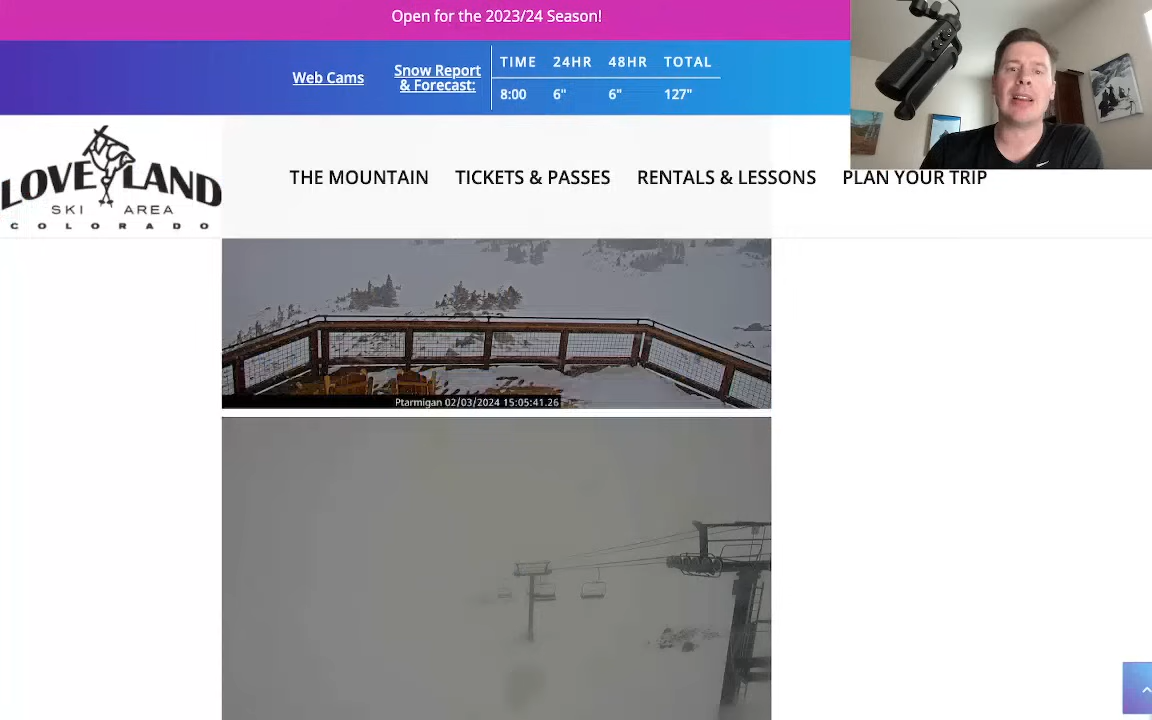 Open for the 2023/24 Season!
Web Cams
Snow Report
& Forecast:
TIME 24HR 48HR TOTAL
8:00 6" 6" 127"
LOVELAND
SKI AREA
COLORADO
THE MOUNTAIN TICKETS & PASSES RENTALS & LESSONS PLAN YOUR TRIP
Ptarmigan 02/03/2024 15:05:41.26